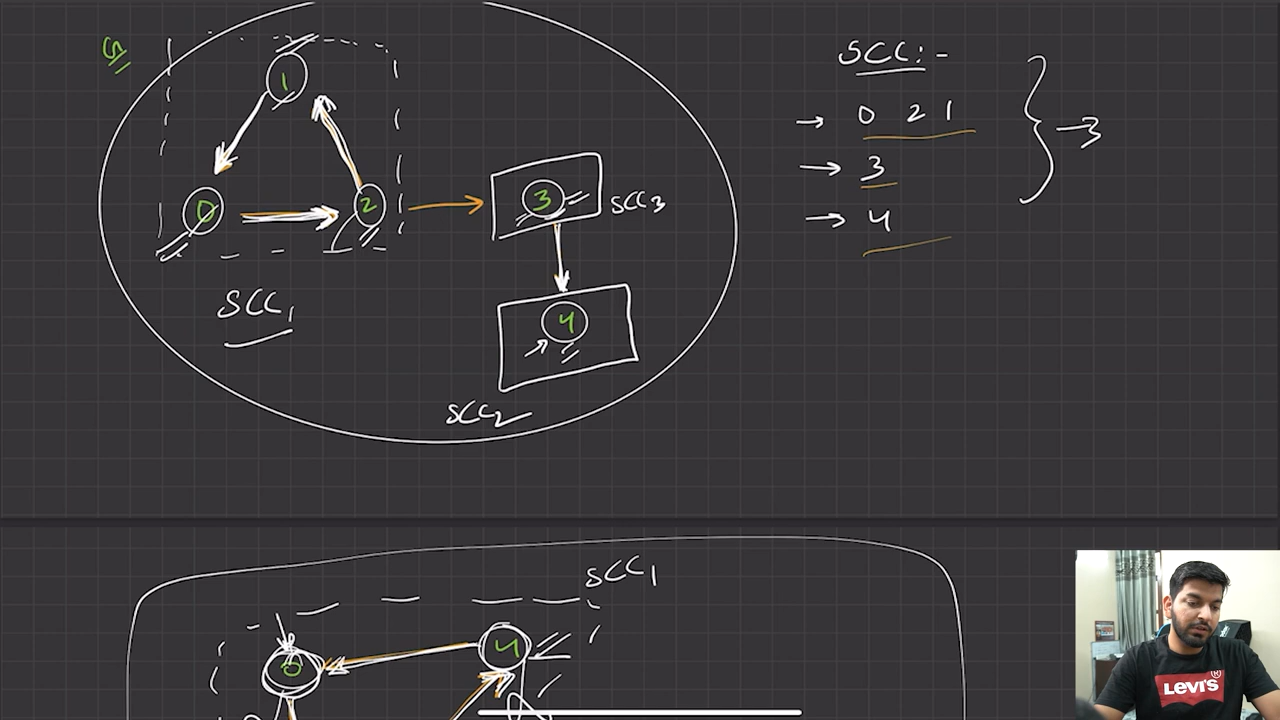 G
1
0
2
3
SCC3
4
SCC1
SCC2
SCC:-
→ 0 2 1
→ 3
→ 4
→3
SCC1
0
4
LEVI'S